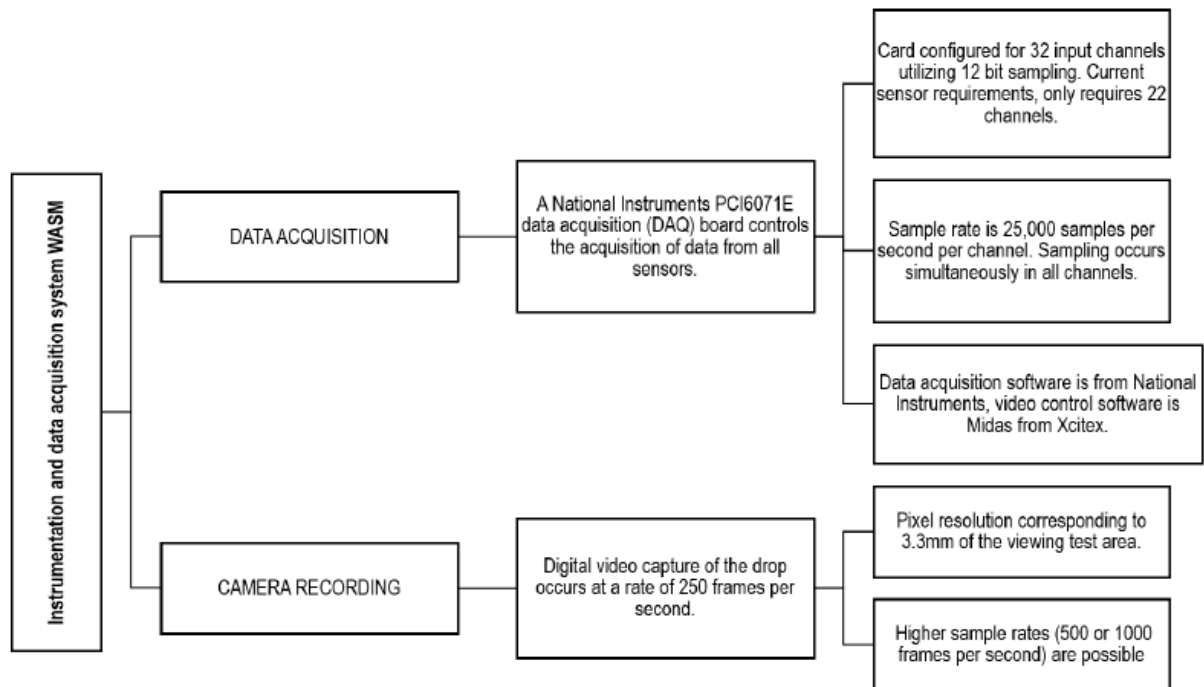 Instrumentation and data acquisition system WASM
DATA ACQUISITION
A National Instruments PCI6071E
data acquisition (DAQ) board controls
the acquisition of data from all
sensors.
Card configured for 32 input channels
utilizing 12 bit sampling. Current
sensor requirements, only requires 22
channels.
Sample rate is 25,000 samples per
second per channel. Sampling occurs
simultaneously in all channels.
Data acquisition software is from National
Instruments, video control software is
Midas from Xcitex.
CAMERA RECORDING
Digital video capture of the drop
occurs at a rate of 250 frames per
second.
Pixel resolution corresponding to
3.3mm of the viewing test area.
Higher sample rates (500 or 1000
frames per second) are possible